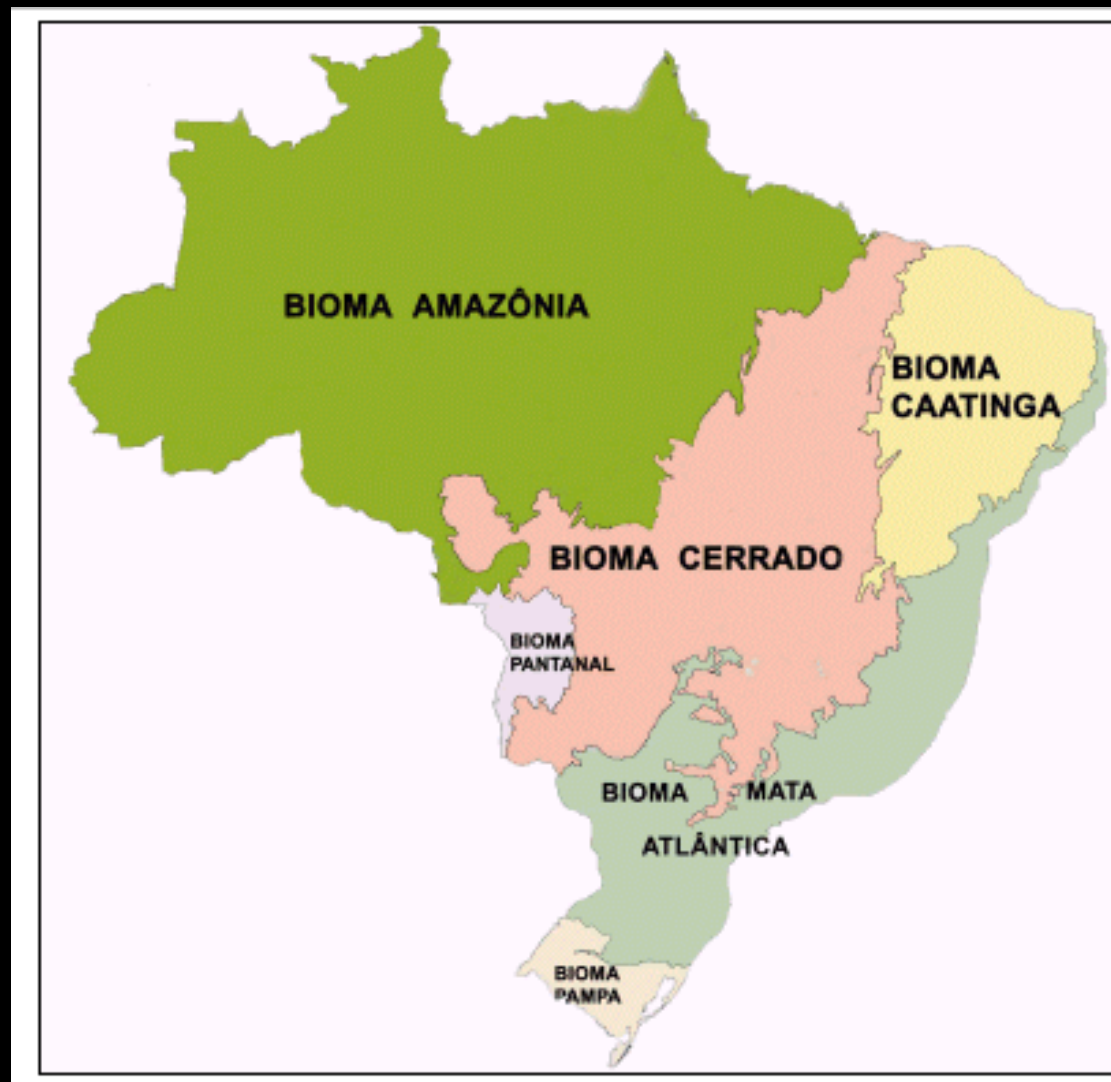 BIOMA AMAZÔNIA
BIOMA
CAATINGA
BIOMA CERRADO
BIOMA
PANTANAL
BIOMA MATA
ATLÂNTICA
BIOMA
PAMPA